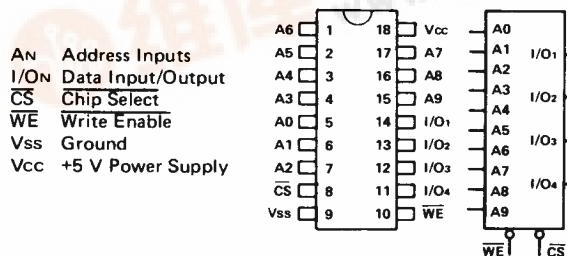 AN Address Inputs
I/ON Data Input/Output
CS Chip Select
WE Write Enable
Vss Ground
Vcc +5 V Power Supply
A6 1 18 Vcc
A5 2 17 A7
A4 3 16 A8
A3 4 15 A9
A0 5 14 I/O1
A1 6 13 I/O2
A2 7 12 I/O3
CS 8 11 I/O4
Vss 9 10 WE
A0
A1
I/O1
A2
A3
I/O2
A4
A5
A6
I/O3
A7
A8
I/O4
A9
WE CS